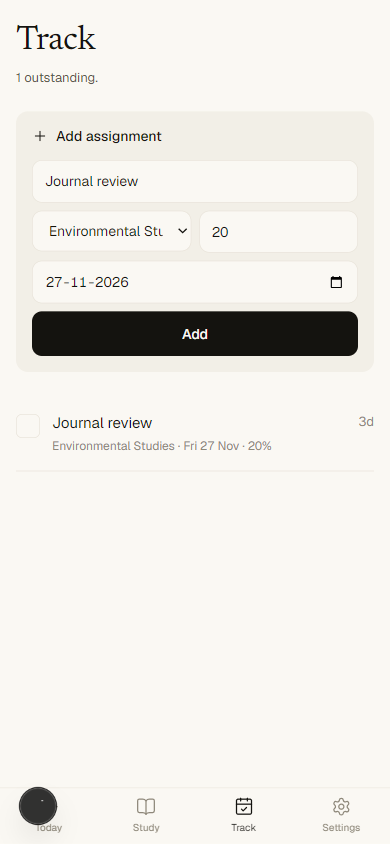 Track
1 outstanding.
Add assignment
Journal review
Environmental Stu
20
27-11-2026
Add
Journal review
3d
Environmental Studies · Fri 27 Nov · 20%
Today
Study
Track
Settings